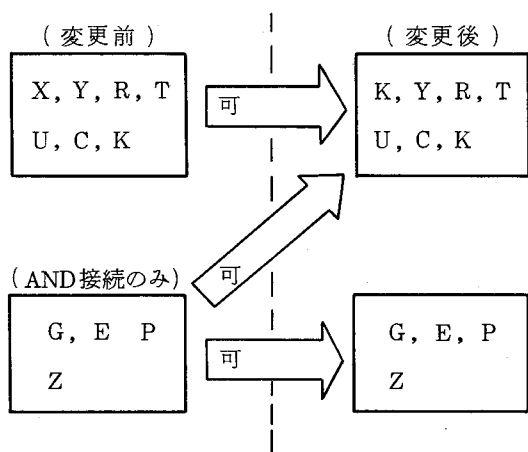 (変更前)
(変更後)
X, Y, R, T
U, C, K
可
K, Y, R, T
U, C, K
可
(AND接続のみ)
G, E P
Z
可
G, E, P
Z